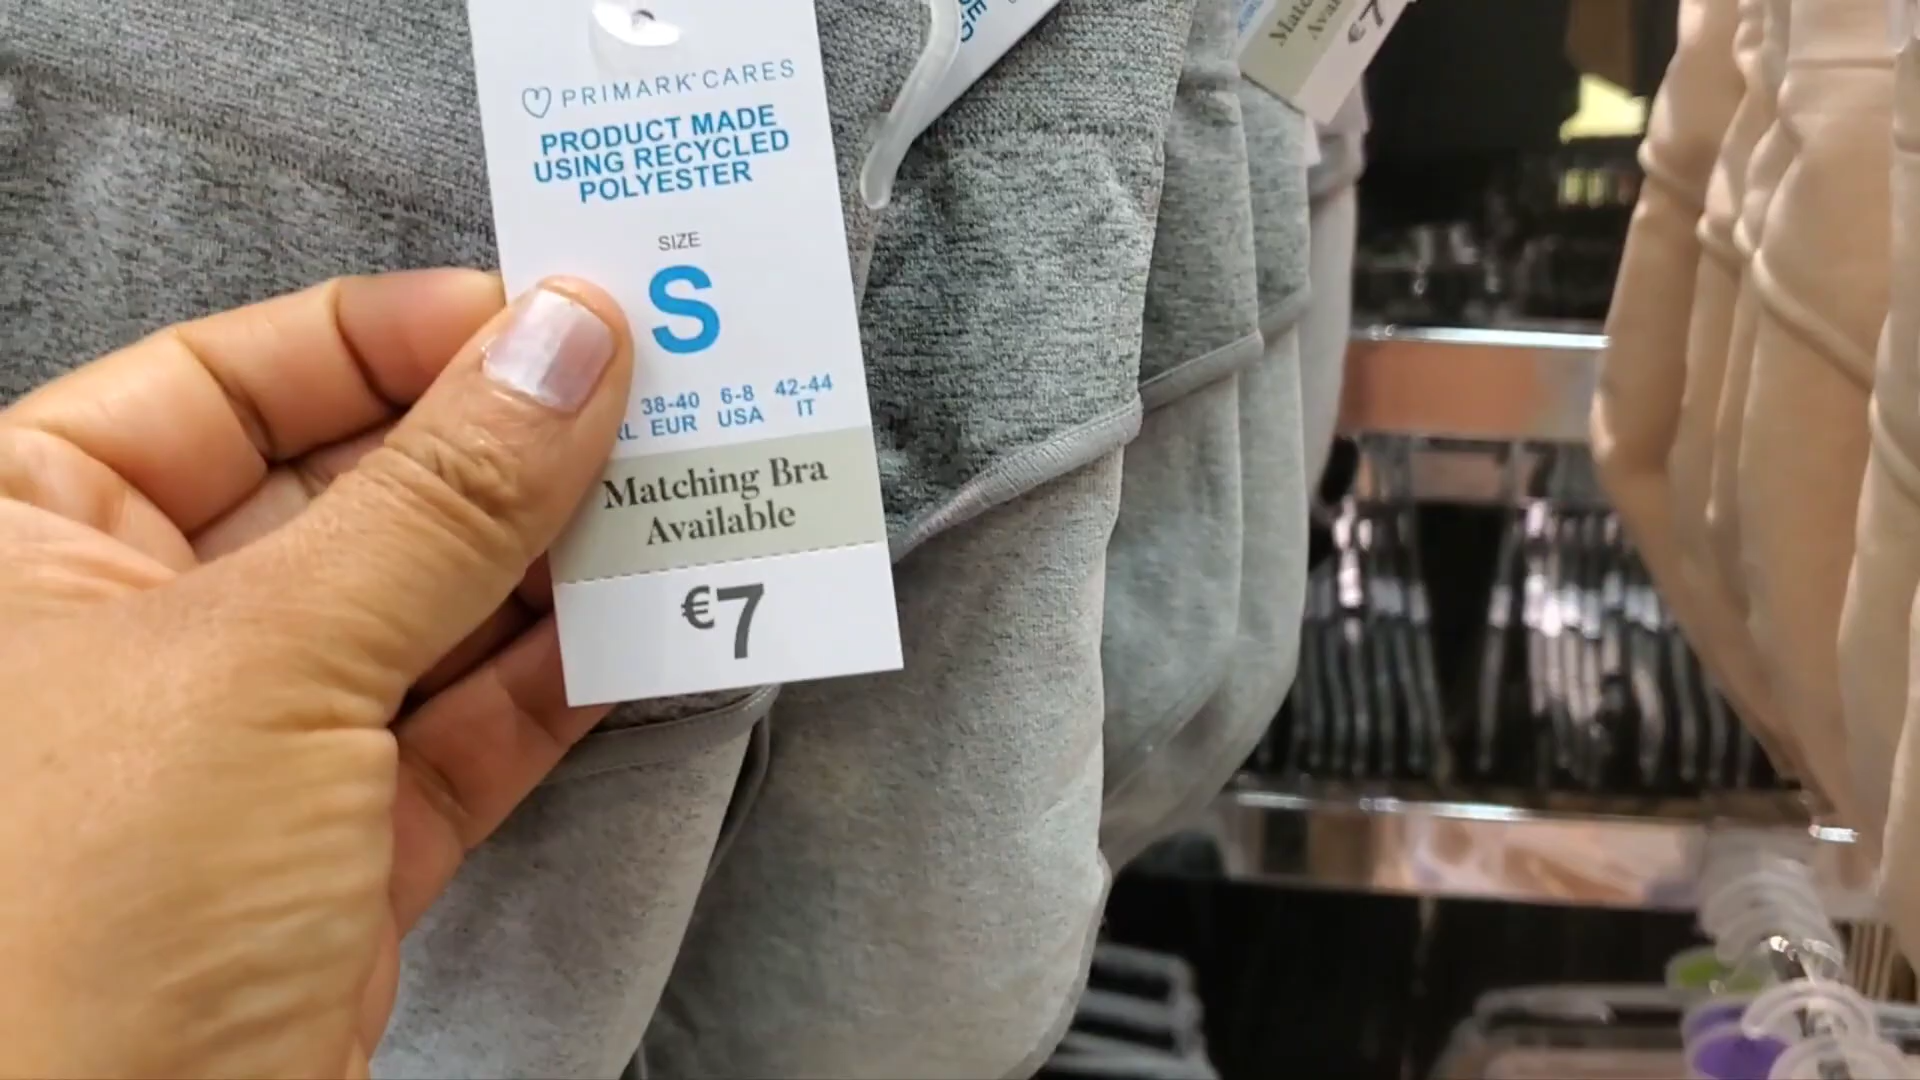 PRIMARK CARES
PRODUCT MADE
USING RECYCLED
POLYESTER
SIZE
S
38-40 6-8 42-44
EUR USA IT
Matching Bra
Available
€7
€7